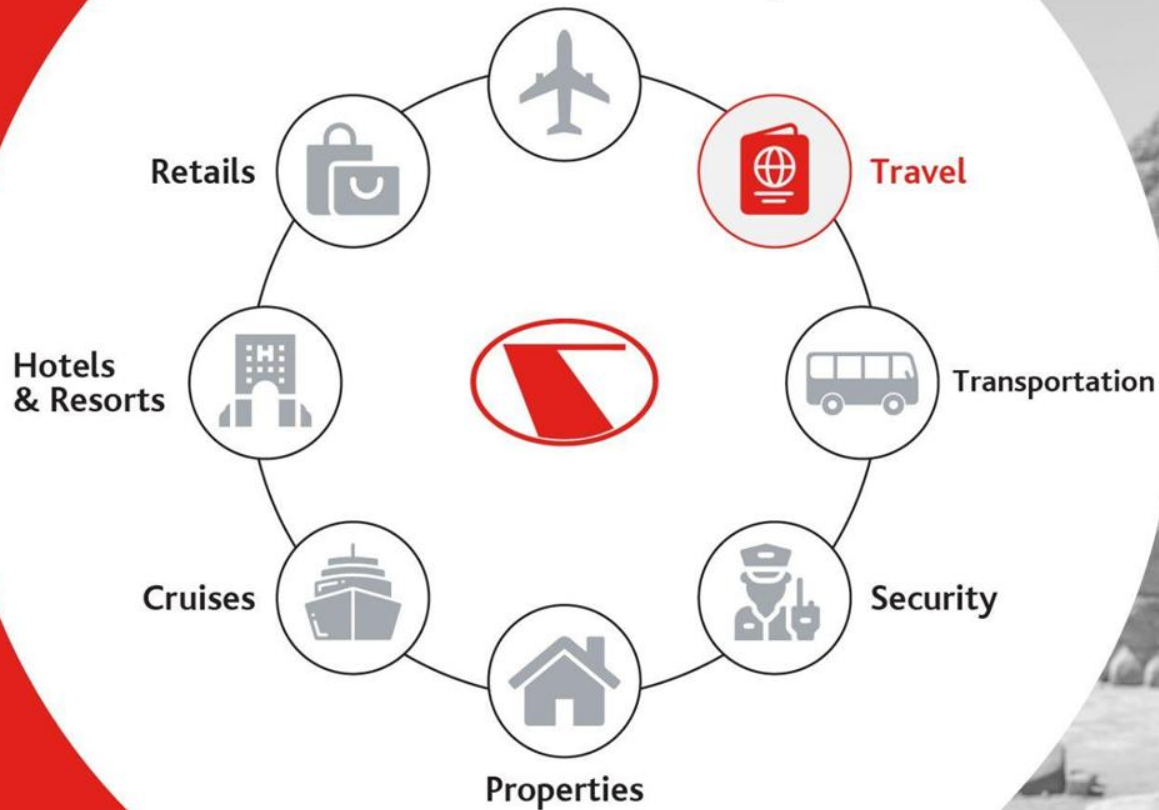 Retails
Travel
Hotels
& Resorts
Transportation
Cruises
Security
Properties